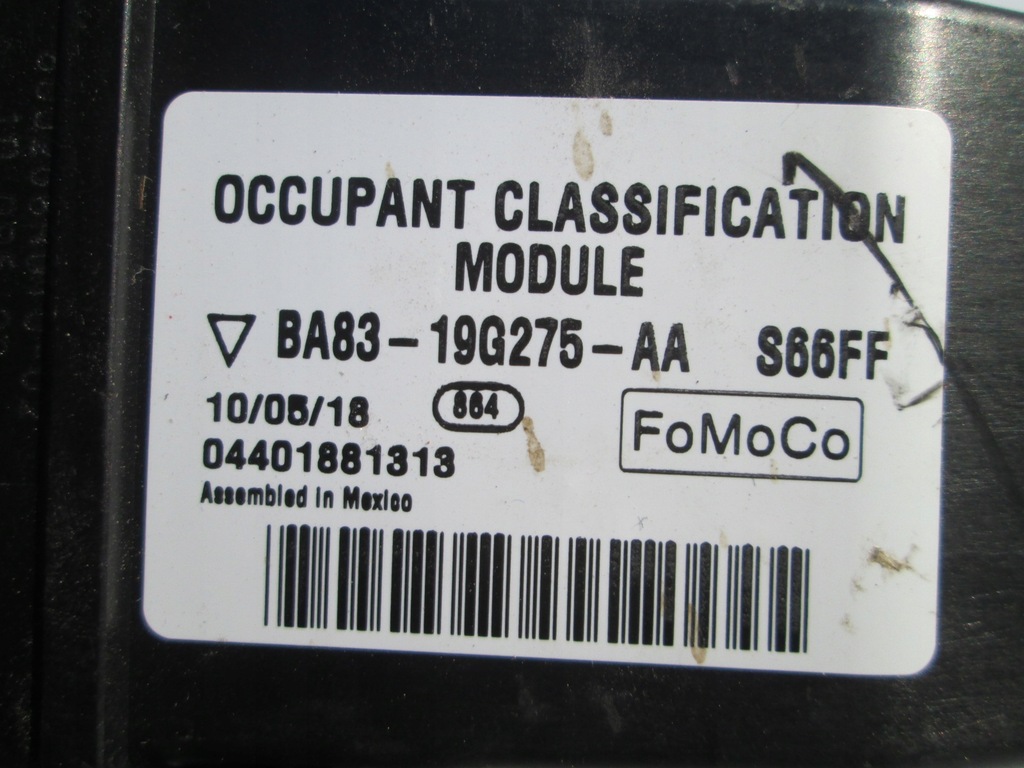 OCCUPANT CLASSIFICATION
MODULE
BA83-19G275-AA S66FF
10/05/18 864
FoMoCo
04401881313
Assembled in Mexico